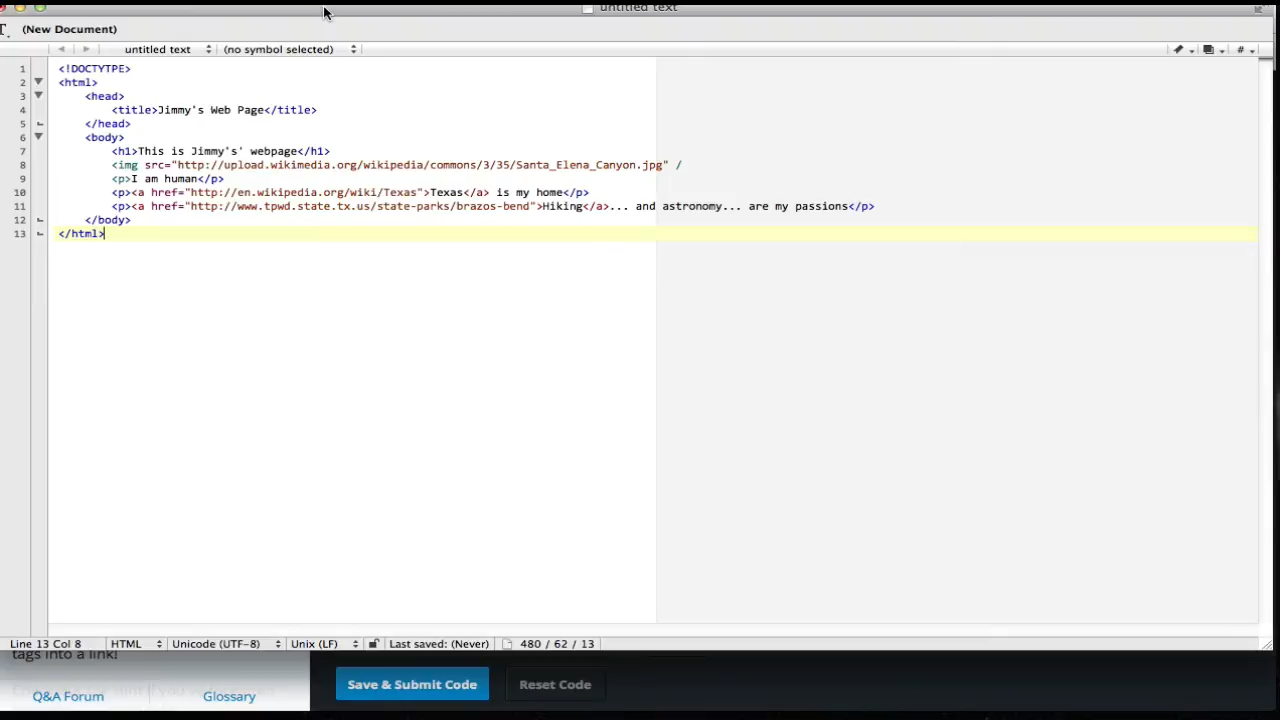 untitled text
(New Document)
untitled text (no symbol selected) #
1 <!DOCTYTPE>
2 <html>
3 <head>
4 <title>Jimmy's Web Page</title>
5 </head>
6 <body>
7 <h1>This is Jimmy's' webpage</h1>
8 <img src="http://upload.wikimedia.org/wikipedia/commons/3/35/Santa_Elena_Canyon.jpg" /
9 <p>I am human</p>
10 <p><a href="http://en.wikipedia.org/wiki/Texas">Texas</a> is my home</p>
11 <p><a href="http://www.tpwd.state.tx.us/state-parks/brazos-bend">Hiking</a>... and astronomy... are my passions</p>
12 </body>
13 </html>
Line 13 Col 8 HTML Unicode (UTF-8) Unix (LF) Last saved: (Never) 480 / 62 / 13
tags into a link!
Save & Submit Code Reset Code
Q&A Forum Glossary